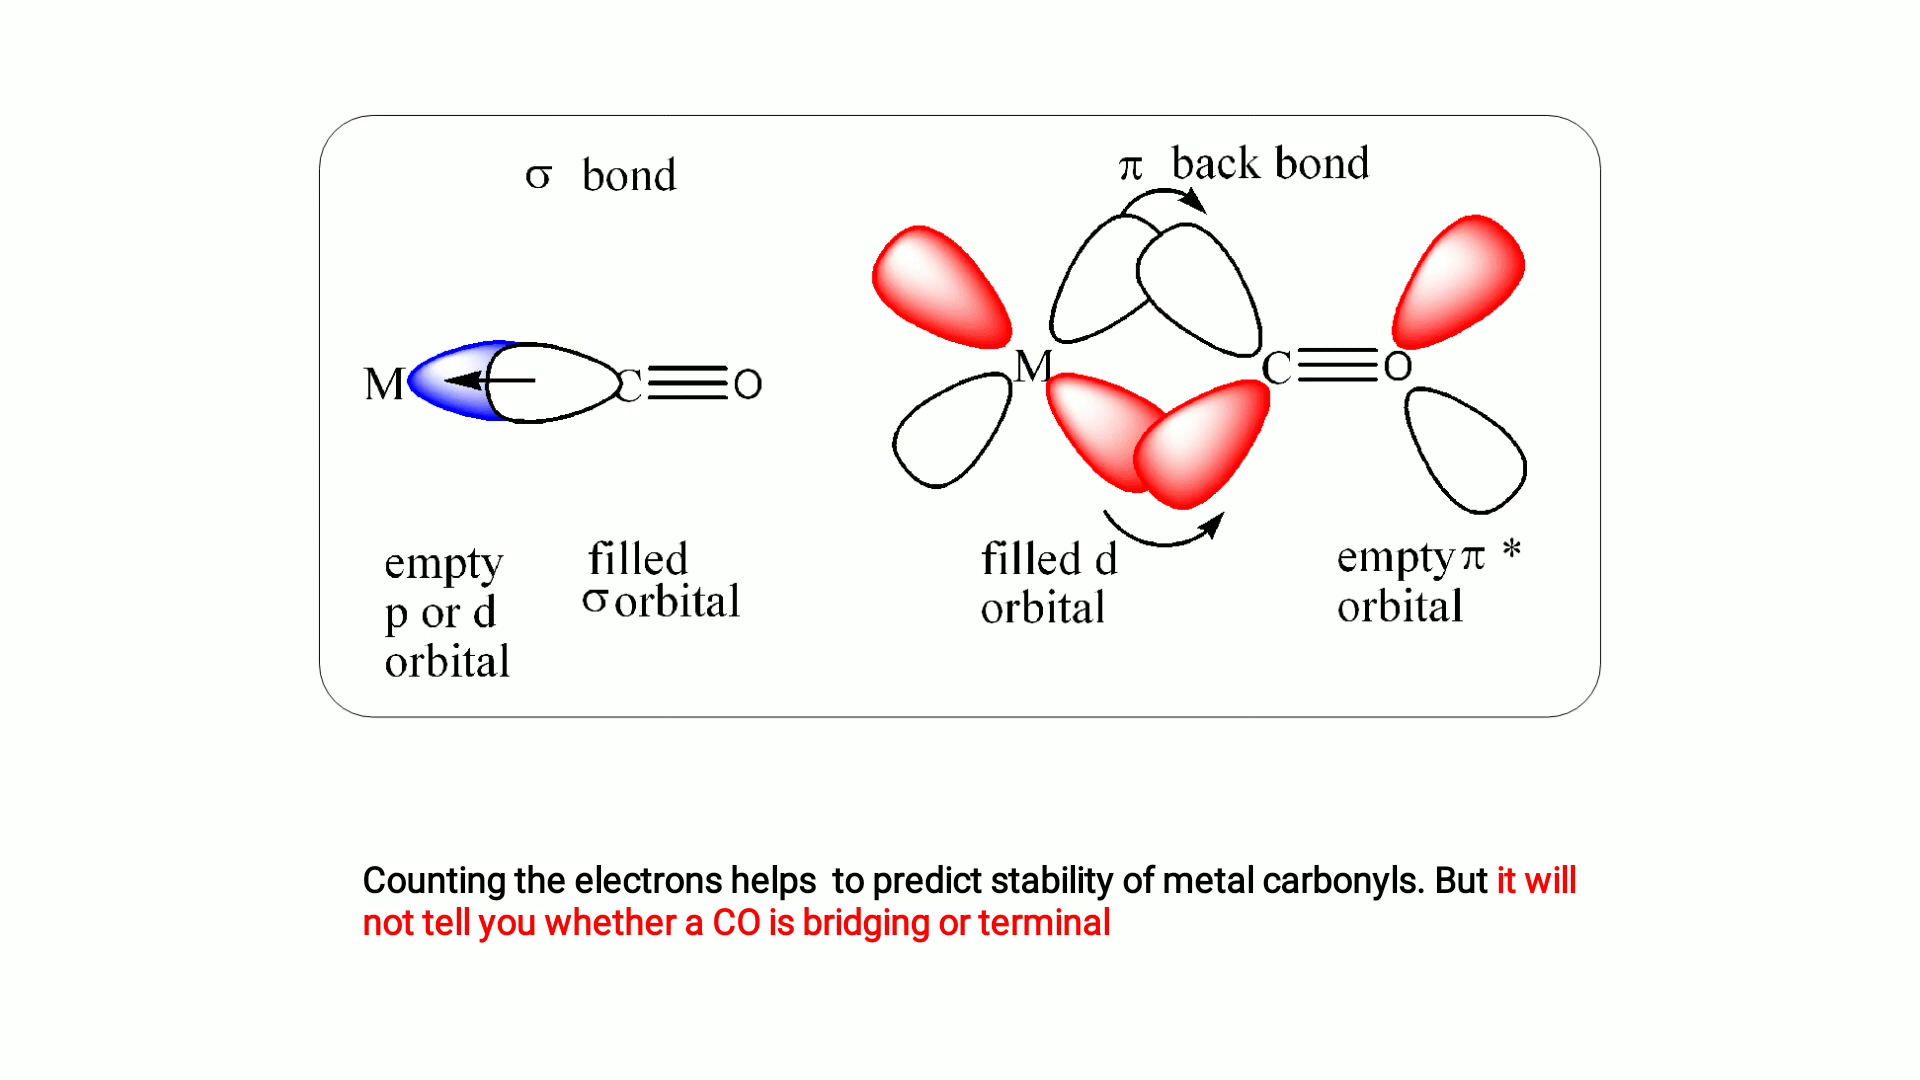 σ bond
π back bond
M C O
M C O
empty
p or d
orbital
filled
σ orbital
filled d
orbital
empty π *
orbital
Counting the electrons helps to predict stability of metal carbonyls. But it will
not tell you whether a CO is bridging or terminal